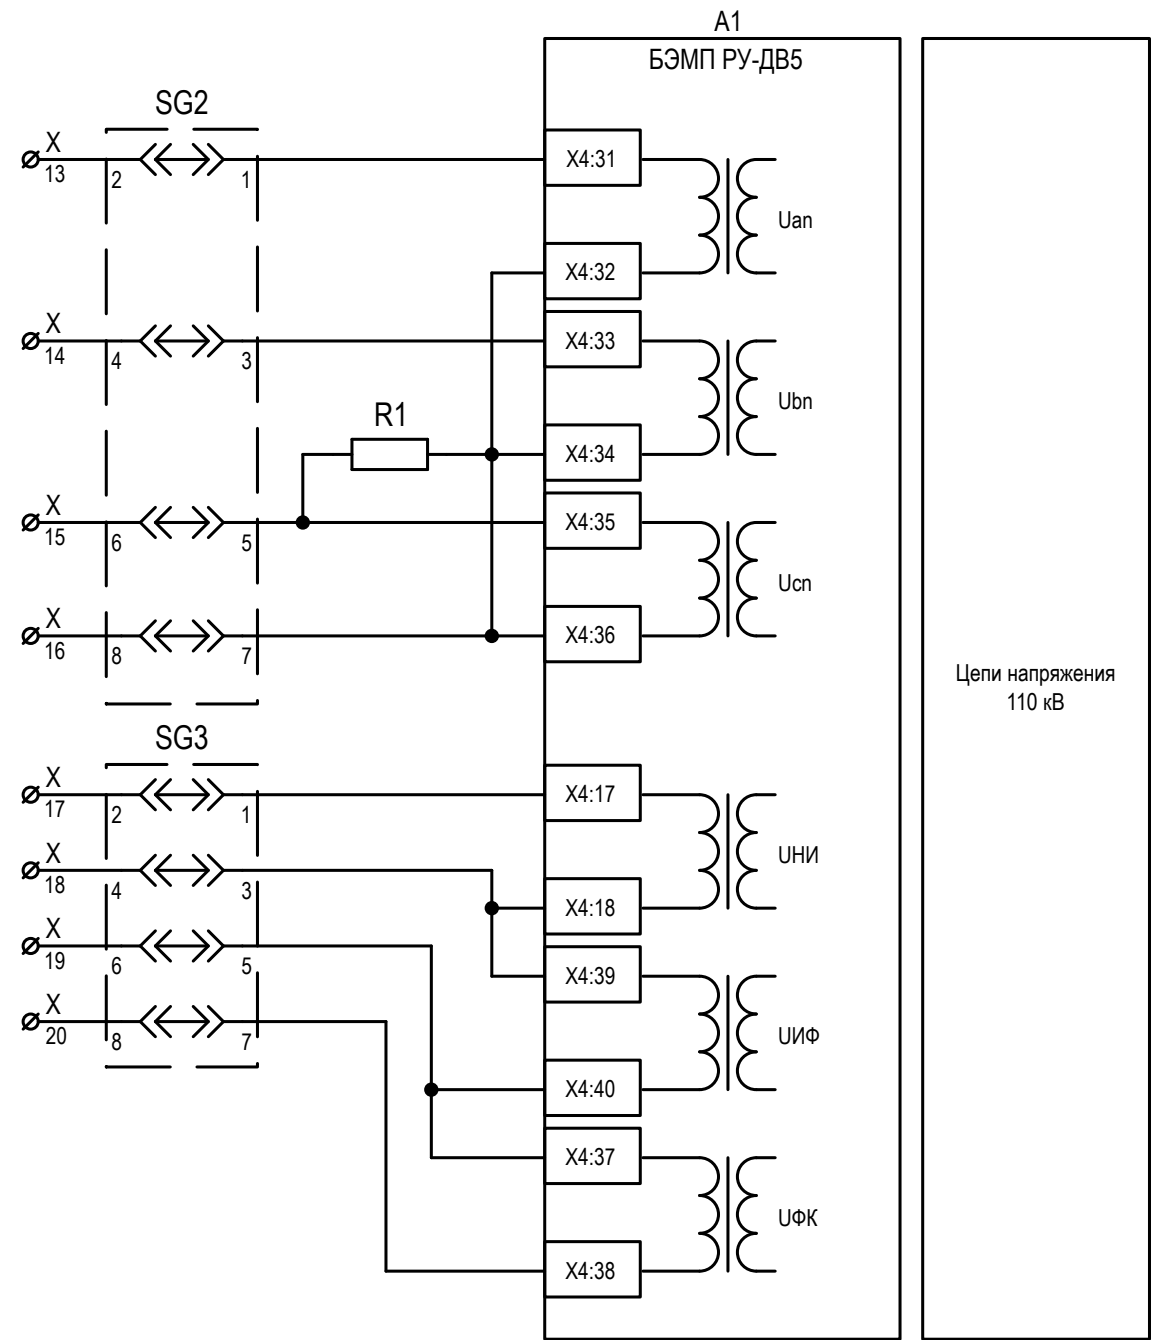 A1
БЭМП РУ-ДВ5
SG2
X
13
2
1
X4:31
Uan
X4:32
X
14
4
3
X4:33
Ubn
R1
X4:34
X
15
6
5
X4:35
Ucn
X
16
8
7
X4:36
Цепи напряжения
110 кВ
SG3
X
17
2
1
X4:17
UНИ
X
18
4
3
X4:18
X
19
6
5
X4:39
X
20
8
7
UИФ
X4:40
X4:37
UФК
X4:38